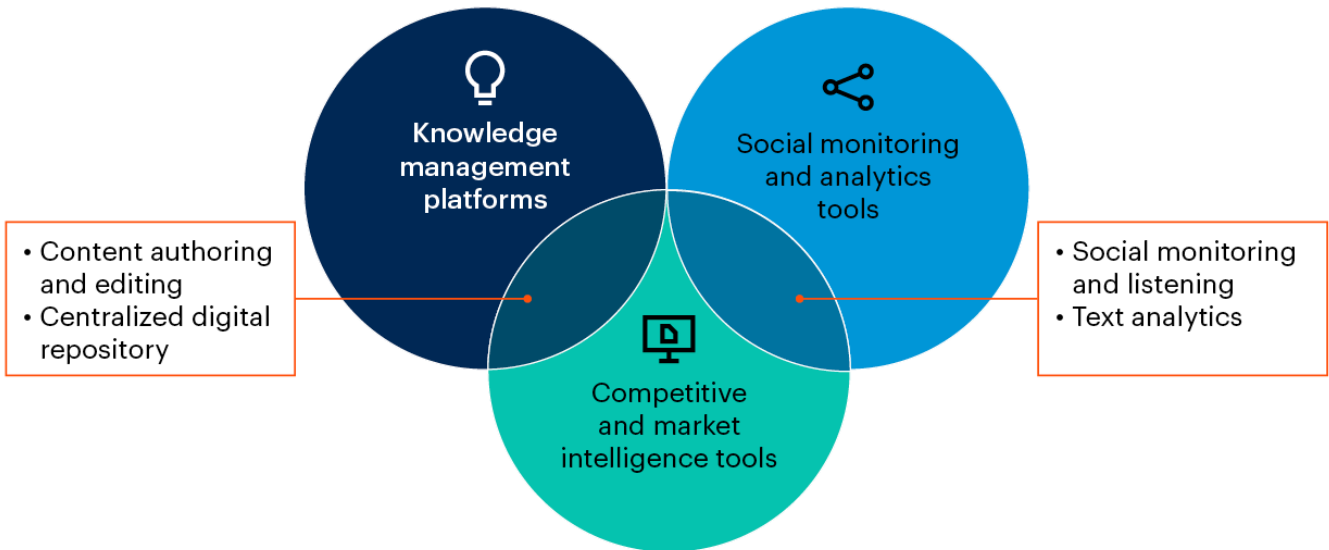 Knowledge
management
platforms
Social monitoring
and analytics
tools
• Content authoring
and editing
• Centralized digital
repository
• Social monitoring
and listening
• Text analytics
Competitive
and market
intelligence tools